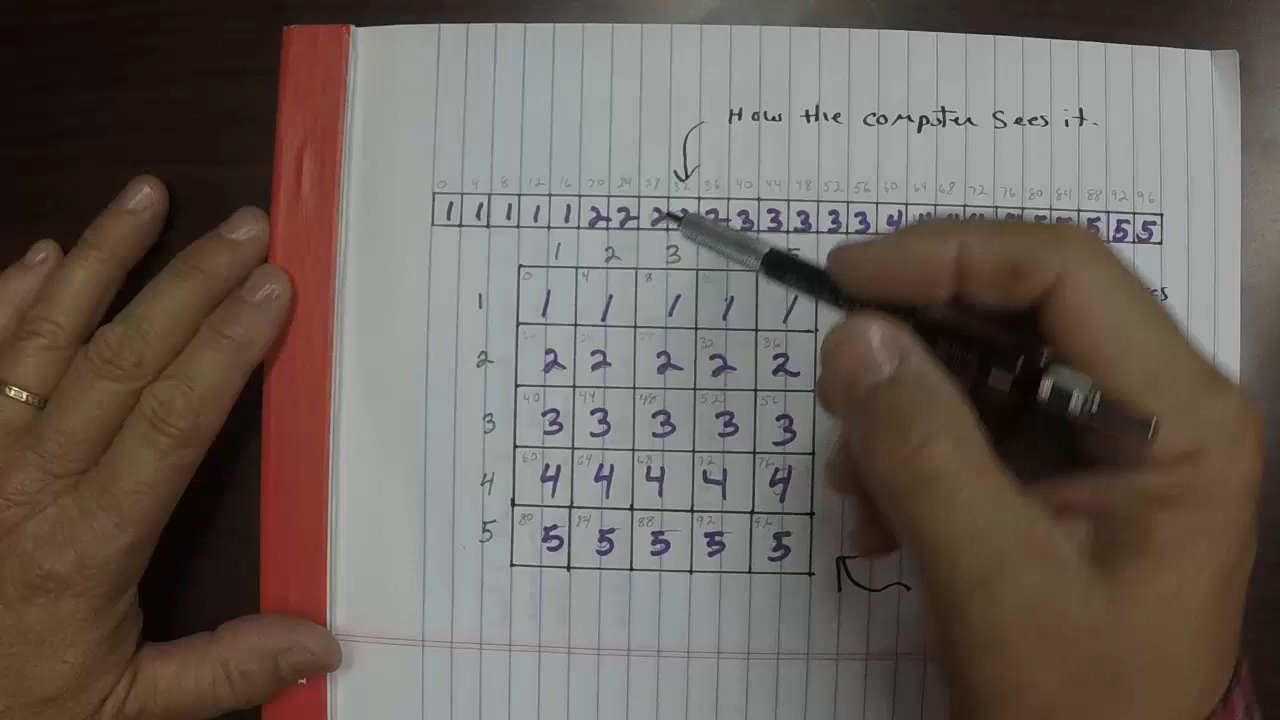 How the computer sees it.
0 4 8 12 16 20 24 28 32 36 40 44 48 52 56 60 64 68 72 76 80 84 88 92 96
1 1 1 1 1 2 2 2 2 3 3 3 3 3 4 5 5 5
1 2 3
0 4 8
1 1 1 1 1 1
32 36
2 2 2 2 2 2
40 44 48 52 56
3 3 3 3 3 3
60 64 68 72 76
4 4 4 4 4 4
80 84 88 92 96
5 5 5 5 5 5